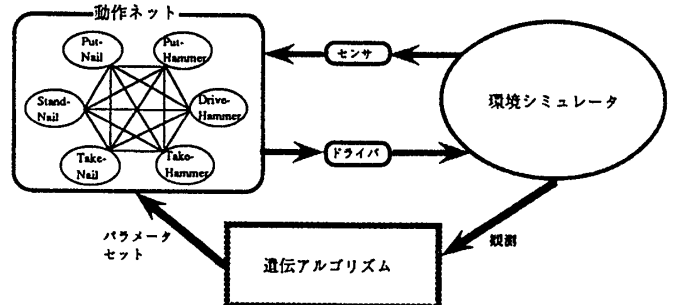 動作ネット
Put-
Nail
Put-
Hammer
センサ
Stand-
Nail
Drive-
Hammer
環境シミュレータ
ドライバ
Take-
Nail
Take-
Hammer
パラメータ
セット
観測
遺伝アルゴリズム